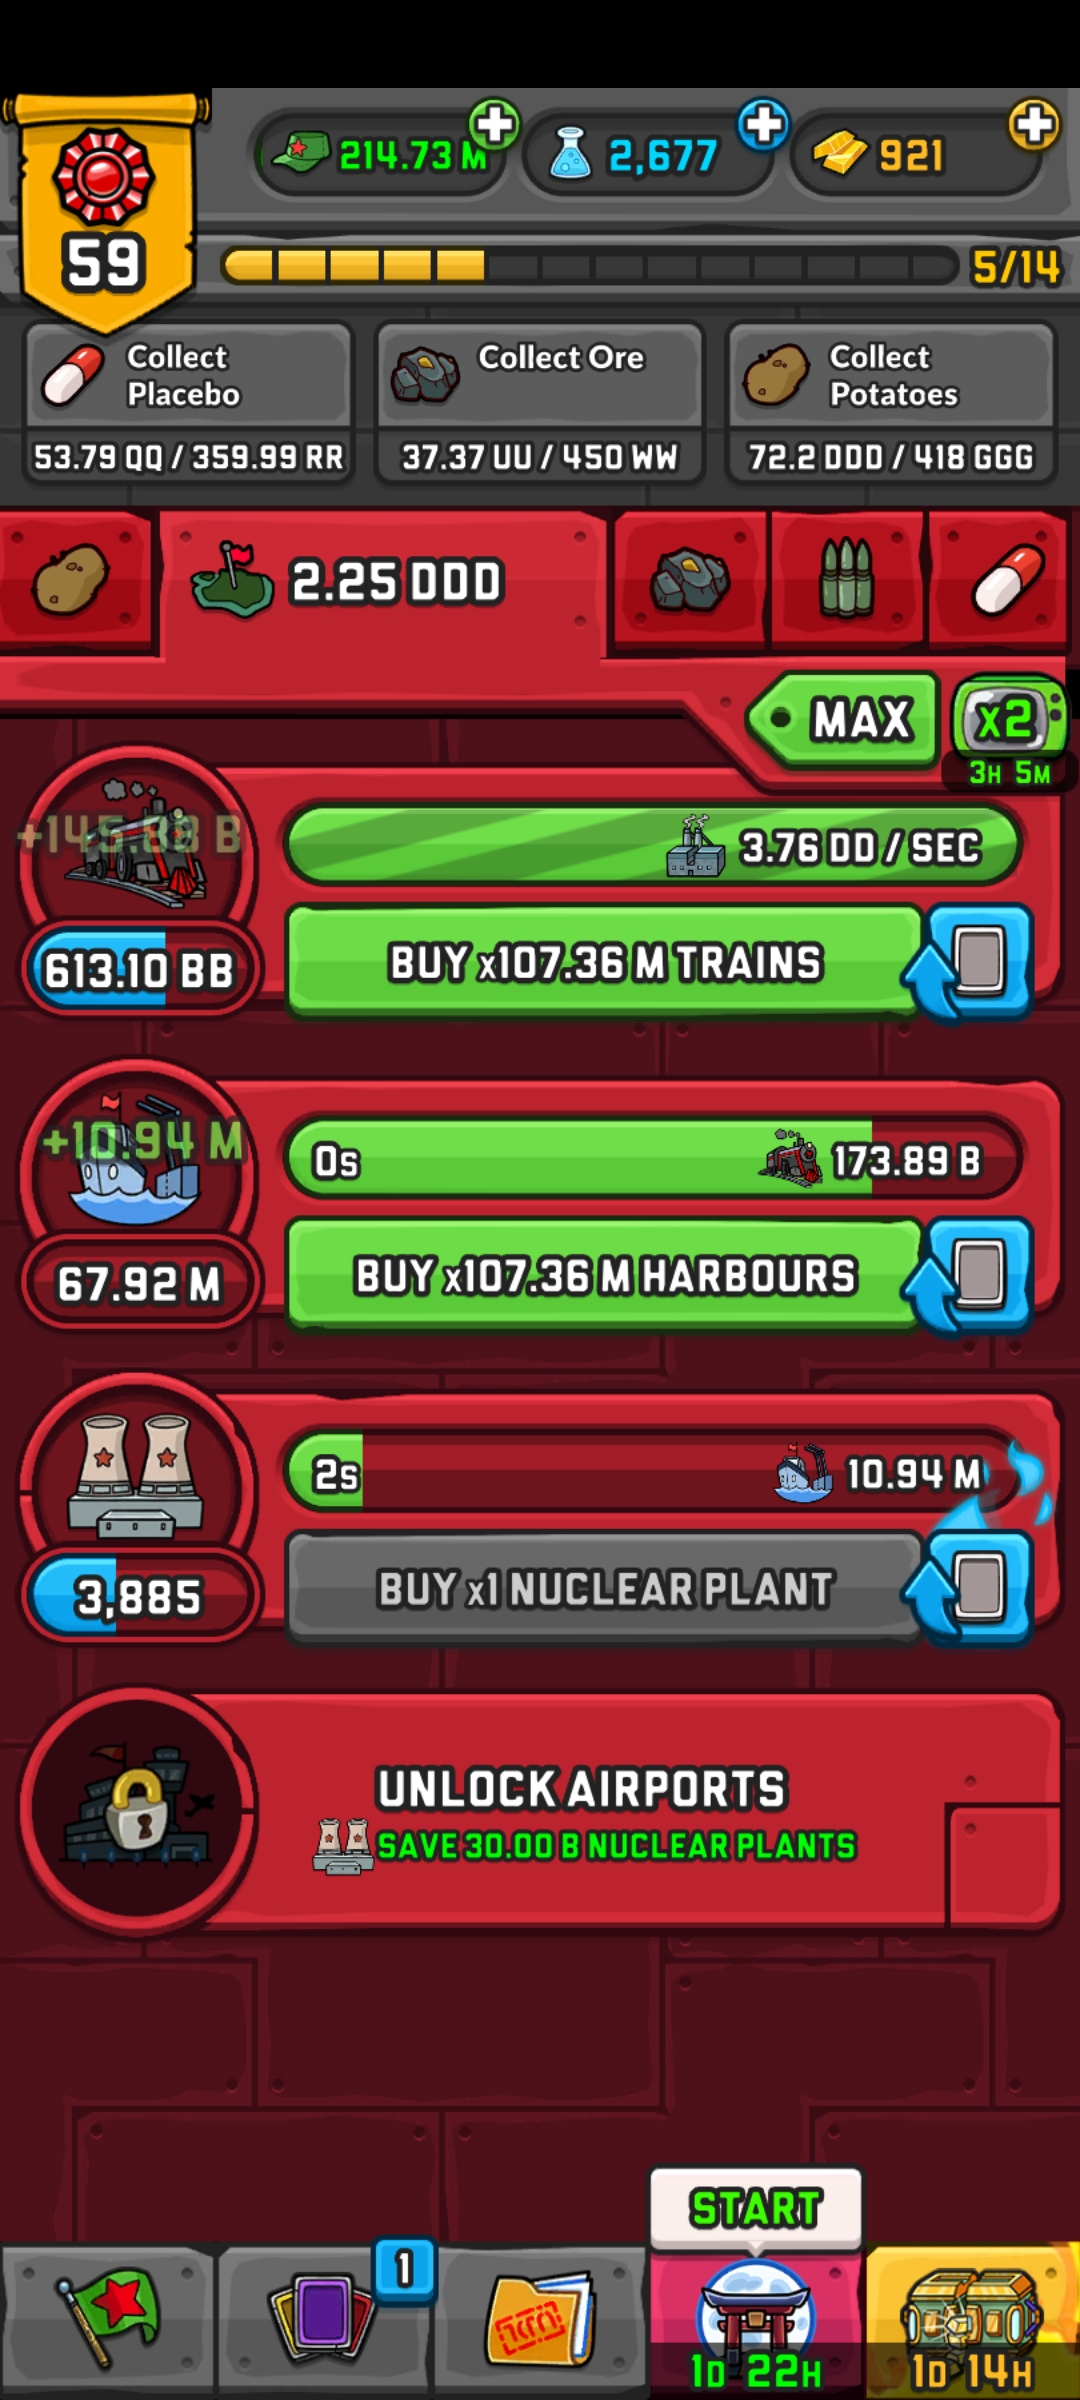 214.73 M
2,677
921
59
5/14
Collect
Placebo
53.79 QQ / 359.99 RR
Collect Ore
37.37 UU / 450 WW
Collect
Potatoes
72.2 DDD / 418 GGG
2.25 DDD
MAX
x2
3H 5M
+145.88 B
3.76 DD / SEC
613.10 BB
BUY x107.36 M TRAINS
+10.94 M
0s
173.89 B
67.92 M
BUY x107.36 M HARBOURS
2s
10.94 M
3,885
BUY x1 NUCLEAR PLANT
UNLOCK AIRPORTS
SAVE 30.00 B NUCLEAR PLANTS
START
1
1D 22H
1D 14H